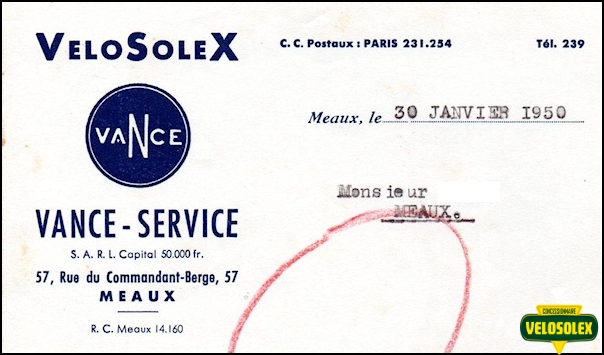 VELOSOLEX
C.C. Postaux : PARIS 231.254
Tél. 239
Meaux, le 30 JANVIER 1950
VANCE
Monsieur
MEAUX.
VANCE - SERVICE
S. A. R. L. Capital 50.000 fr.
57, Rue du Commandant-Berge, 57
MEAUX
R. C. Meaux 14.160
CONCESSIONNAIRE
VELOSOLEX